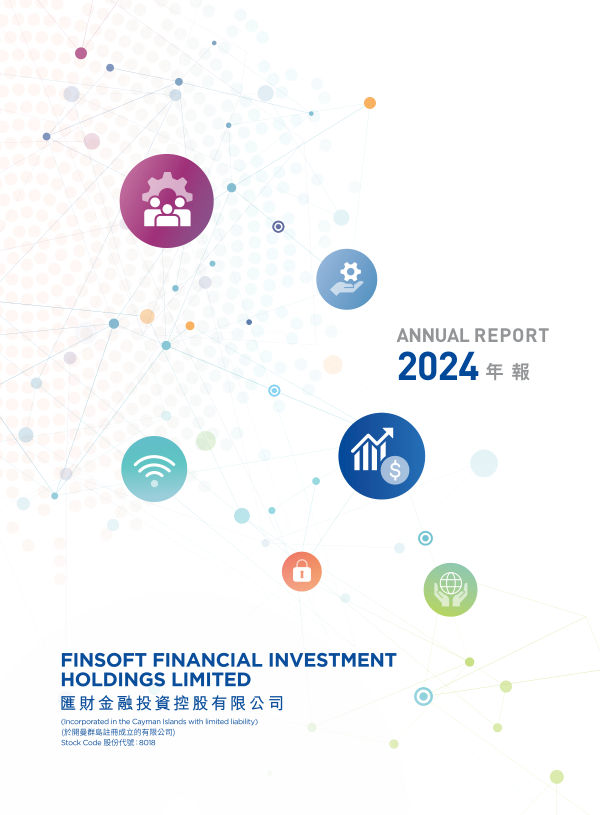 ANNUAL REPORT
2024 年報
FINSOFT FINANCIAL INVESTMENT
HOLDINGS LIMITED
匯財金融投資控股有限公司
(Incorporated in the Cayman Islands with limited liability)
(於開曼群島註冊成立的有限公司)
Stock Code 股份代號：8018
$